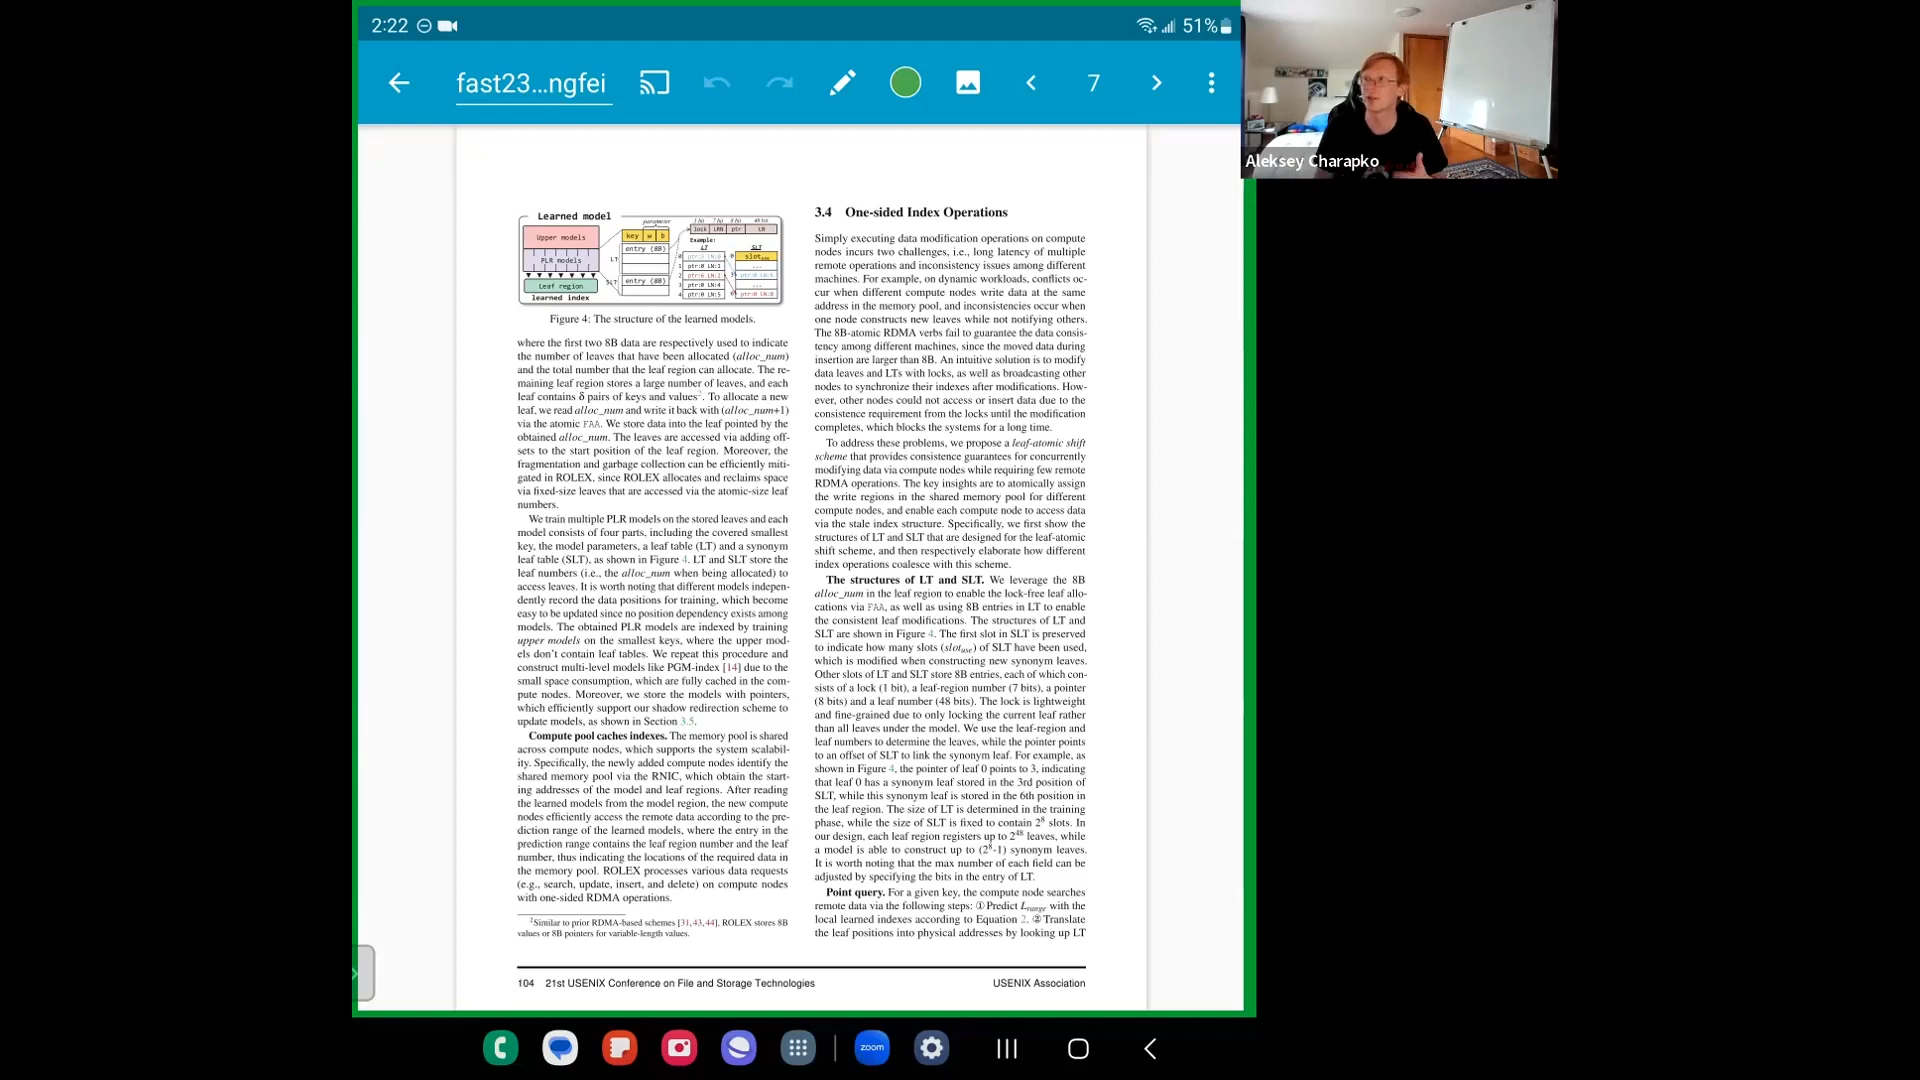 2:22
51%
fast23...ngfei
7
Aleksey Charapko
Learned model
parameter
Upper models
PLR models
Leaf region
learned index
key w b
LT
entry (8B)
SLT
entry (8B)
lock LRN ptr LN
Example:
LT
SLT
1 ptr:0 LN:1
2 ptr:6 LN:2
3 ptr:0 LN:4
4 ptr:0 LN:5
Figure 4: The structure of the learned models.
where the first two 8B data are respectively used to indicate
the number of leaves that have been allocated (alloc_num)
and the total number that the leaf region can allocate. The re-
maining leaf region stores a large number of leaves, and each
leaf contains δ pairs of keys and values². To allocate a new
leaf, we read alloc_num and write it back with (alloc_num+1)
via the atomic FAA. We store data into the leaf pointed by the
obtained alloc_num. The leaves are accessed via adding off-
sets to the start position of the leaf region. Moreover, the
fragmentation and garbage collection can be efficiently miti-
gated in ROLEX, since ROLEX allocates and reclaims space
via fixed-size leaves that are accessed via the atomic-size leaf
numbers.
We train multiple PLR models on the stored leaves and each
model consists of four parts, including the covered smallest
key, the model parameters, a leaf table (LT) and a synonym
leaf table (SLT), as shown in Figure 4. LT and SLT store the
leaf numbers (i.e., the alloc_num when being allocated) to
access leaves. It is worth noting that different models indepen-
dently record the data positions for training, which become
easy to be updated since no position dependency exists among
models. The obtained PLR models are indexed by training
upper models on the smallest keys, where the upper mod-
els don't contain leaf tables. We repeat this procedure and
construct multi-level models like PGM-index [14] due to the
small space consumption, which are fully cached in the com-
pute nodes. Moreover, we store the models with pointers,
which efficiently support our shadow redirection scheme to
update models, as shown in Section 3.5.
Compute pool caches indexes. The memory pool is shared
across compute nodes, which supports the system scalabil-
ity. Specifically, the newly added compute nodes identify the
shared memory pool via the RNIC, which obtain the start-
ing addresses of the model and leaf regions. After reading
the learned models from the model region, the new compute
nodes efficiently access the remote data according to the pre-
diction range of the learned models, where the entry in the
prediction range contains the leaf region number and the leaf
number, thus indicating the locations of the required data in
the memory pool. ROLEX processes various data requests
(e.g., search, update, insert, and delete) on compute nodes
with one-sided RDMA operations.
²Similar to prior RDMA-based schemes [31,43,44], ROLEX stores 8B
values or 8B pointers for variable-length values.
3.4 One-sided Index Operations
Simply executing data modification operations on compute
nodes incurs two challenges, i.e., long latency of multiple
remote operations and inconsistency issues among different
machines. For example, on dynamic workloads, conflicts oc-
cur when different compute nodes write data at the same
address in the memory pool, and inconsistencies occur when
one node constructs new leaves while not notifying others.
The 8B-atomic RDMA verbs fail to guarantee the data consis-
tency among different machines, since the moved data during
insertion are larger than 8B. An intuitive solution is to modify
data leaves and LTs with locks, as well as broadcasting other
nodes to synchronize their indexes after modifications. How-
ever, other nodes could not access or insert data due to the
consistence requirement from the locks until the modification
completes, which blocks the systems for a long time.
To address these problems, we propose a leaf-atomic shift
scheme that provides consistence guarantees for concurrently
modifying data via compute nodes while requiring few remote
RDMA operations. The key insights are to atomically assign
the write regions in the shared memory pool for different
compute nodes, and enable each compute node to access data
via the stale index structure. Specifically, we first show the
structures of LT and SLT that are designed for the leaf-atomic
shift scheme, and then respectively elaborate how different
index operations coalesce with this scheme.
The structures of LT and SLT. We leverage the 8B
alloc_num in the leaf region to enable the lock-free leaf allo-
cations via FAA, as well as using 8B entries in LT to enable
the consistent leaf modifications. The structures of LT and
SLT are shown in Figure 4. The first slot in SLT is preserved
to indicate how many slots (slot_use) of SLT have been used,
which is modified when constructing new synonym leaves.
Other slots of LT and SLT store 8B entries, each of which con-
sists of a lock (1 bit), a leaf-region number (7 bits), a pointer
(8 bits) and a leaf number (48 bits). The lock is lightweight
and fine-grained due to only locking the current leaf rather
than all leaves under the model. We use the leaf-region and
leaf numbers to determine the leaves, while the pointer points
to an offset of SLT to link the synonym leaf. For example, as
shown in Figure 4, the pointer of leaf 0 points to 3, indicating
that leaf 0 has a synonym leaf stored in the 3rd position of
SLT, while this synonym leaf is stored in the 6th position in
the leaf region. The size of LT is determined in the training
phase, while the size of SLT is fixed to contain 2⁸ slots. In
our design, each leaf region registers up to 2⁴⁸ leaves, while
a model is able to construct up to (2⁸-1) synonym leaves.
It is worth noting that the max number of each field can be
adjusted by specifying the bits in the entry of LT.
Point query. For a given key, the compute node searches
remote data via the following steps: ① Predict L_range with the
local learned indexes according to Equation 2. ② Translate
the leaf positions into physical addresses by looking up LT
104 21st USENIX Conference on File and Storage Technologies
USENIX Association
zoom